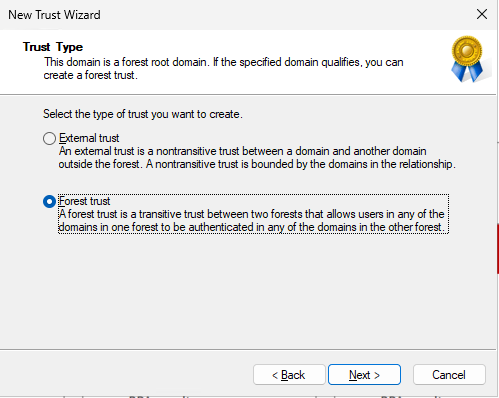 New Trust Wizard
Trust Type
This domain is a forest root domain. If the specified domain qualifies, you can
create a forest trust.
Select the type of trust you want to create.
External trust
An external trust is a nontransitive trust between a domain and another domain
outside the forest. A nontransitive trust is bounded by the domains in the relationship.
Forest trust
A forest trust is a transitive trust between two forests that allows users in any of the
domains in one forest to be authenticated in any of the domains in the other forest.
< Back
Next >
Cancel